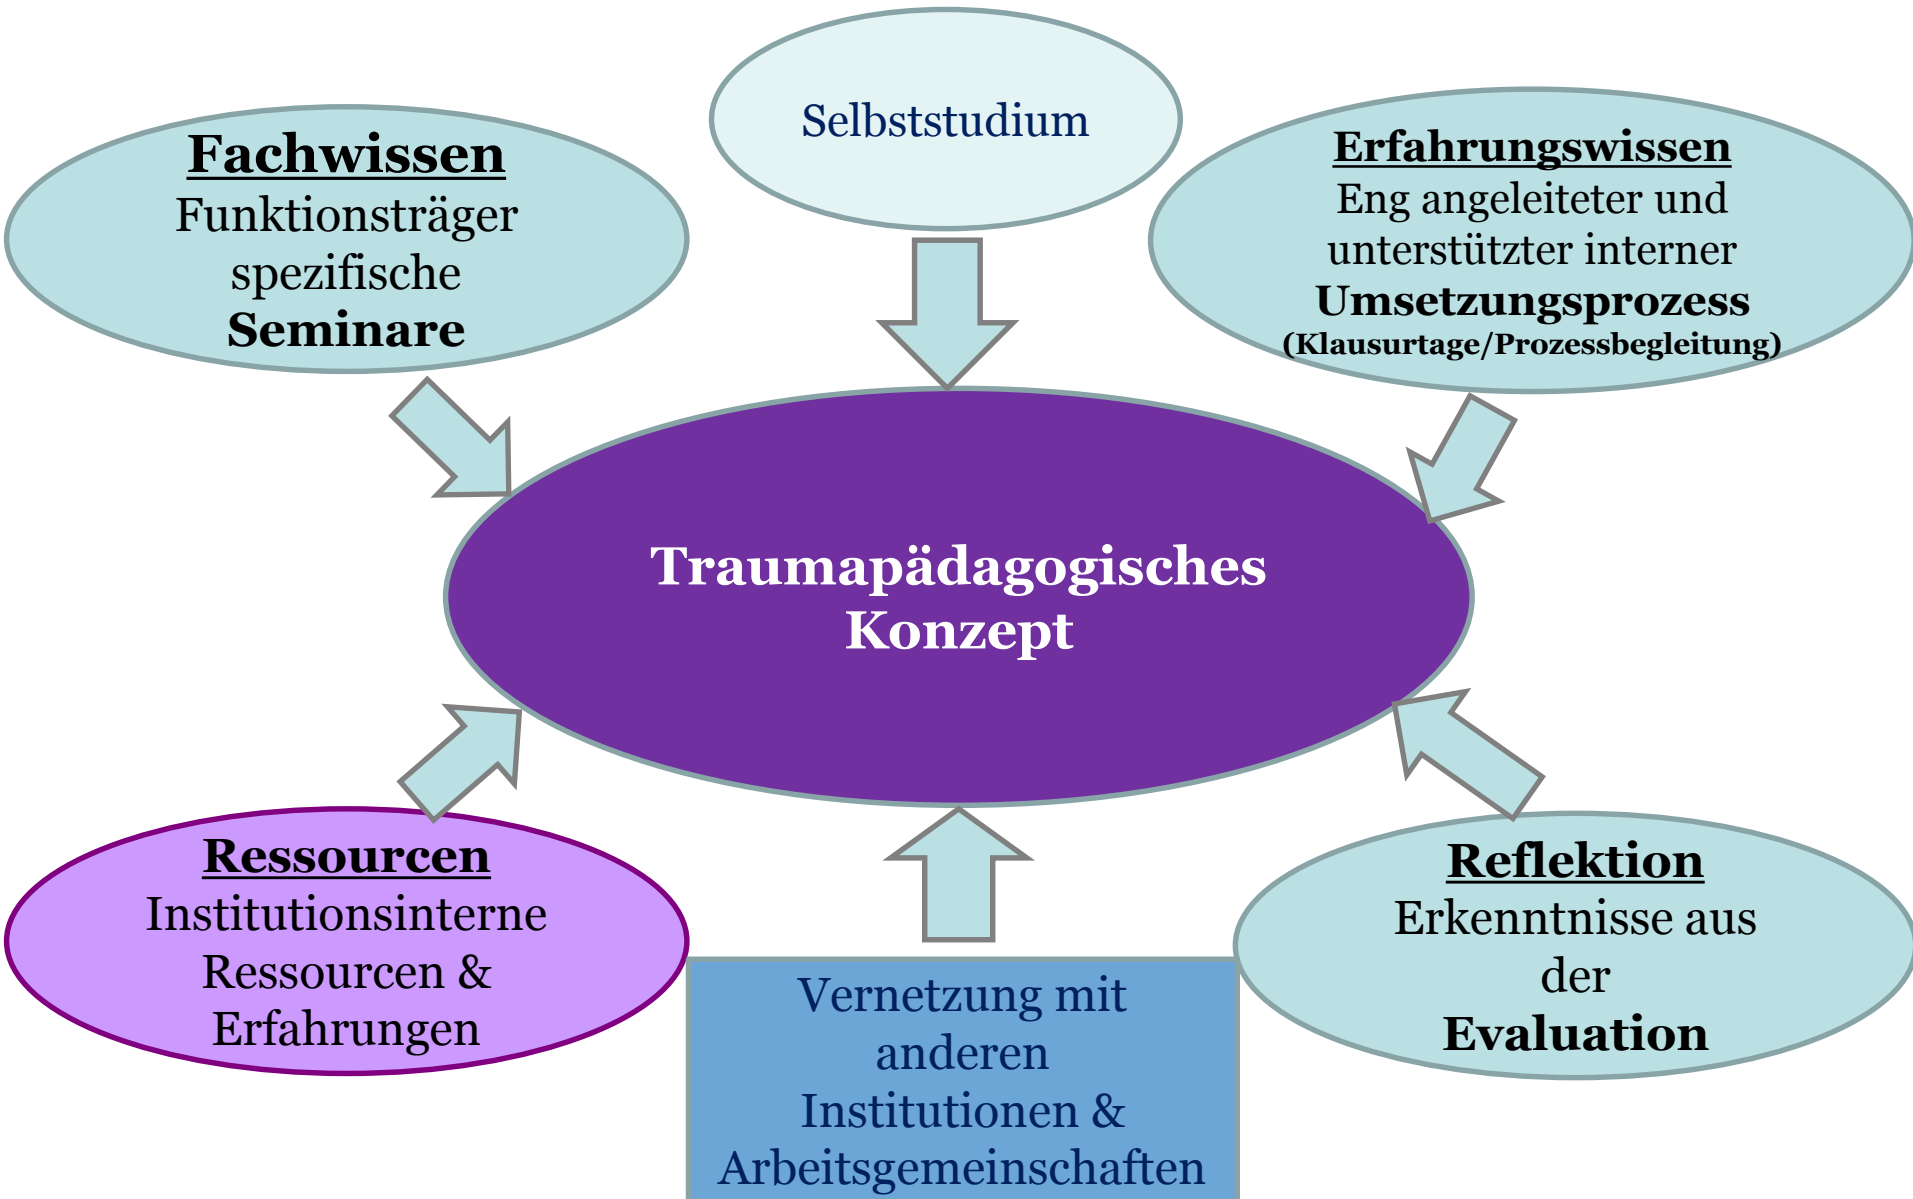 Selbststudium
Fachwissen
Funktionsträger
spezifische
Seminare
Erfahrungswissen
Eng angeleiteter und
unterstützter interner
Umsetzungsprozess
(Klausurtage/Prozessbegleitung)
Traumapädagogisches
Konzept
Ressourcen
Institutionsinterne
Ressourcen &
Erfahrungen
Vernetzung mit
anderen
Institutionen &
Arbeitsgemeinschaften
Reflektion
Erkenntnisse aus
der
Evaluation